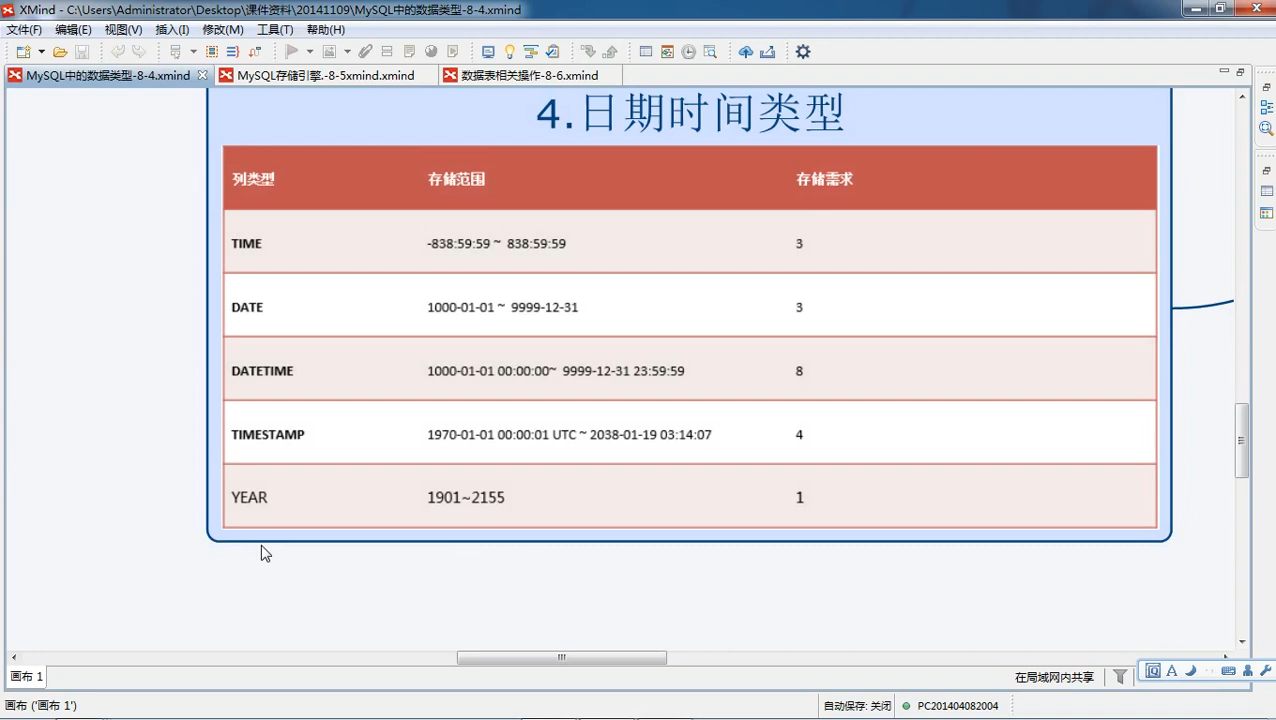 XMind - C:\Users\Administrator\Desktop\课件资料\20141109\MySQL中的数据类型-8-4.xmind
文件(F) 编辑(E) 视图(V) 插入(I) 修改(M) 工具(T) 帮助(H)
MySQL中的数据类型-8-4.xmind MySQL存储引擎.-8-5xmind.xmind 数据表相关操作-8-6.xmind
4.日期时间类型
列类型 存储范围 存储需求
TIME -838:59:59 ~ 838:59:59 3
DATE 1000-01-01 ~ 9999-12-31 3
DATETIME 1000-01-01 00:00:00~ 9999-12-31 23:59:59 8
TIMESTAMP 1970-01-01 00:00:01 UTC ~ 2038-01-19 03:14:07 4
YEAR 1901~2155 1
画布 1 在局域网内共享
画布 ('画布 1') 自动保存: 关闭 PC201404082004